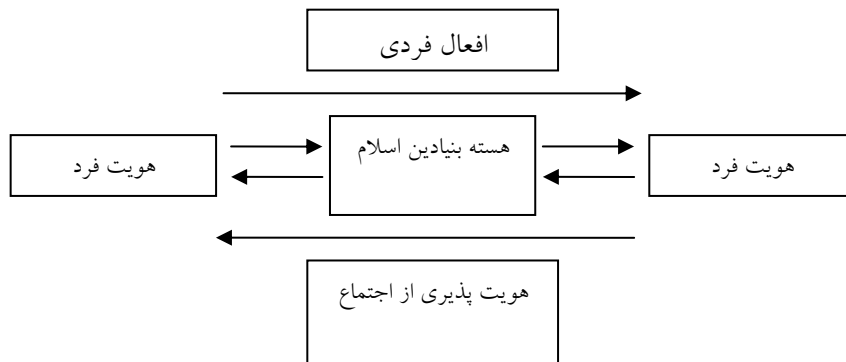 افعال فردی
هویت فرد
هسته بنیادین اسلام
هویت فرد
هویت پذیری از اجتماع